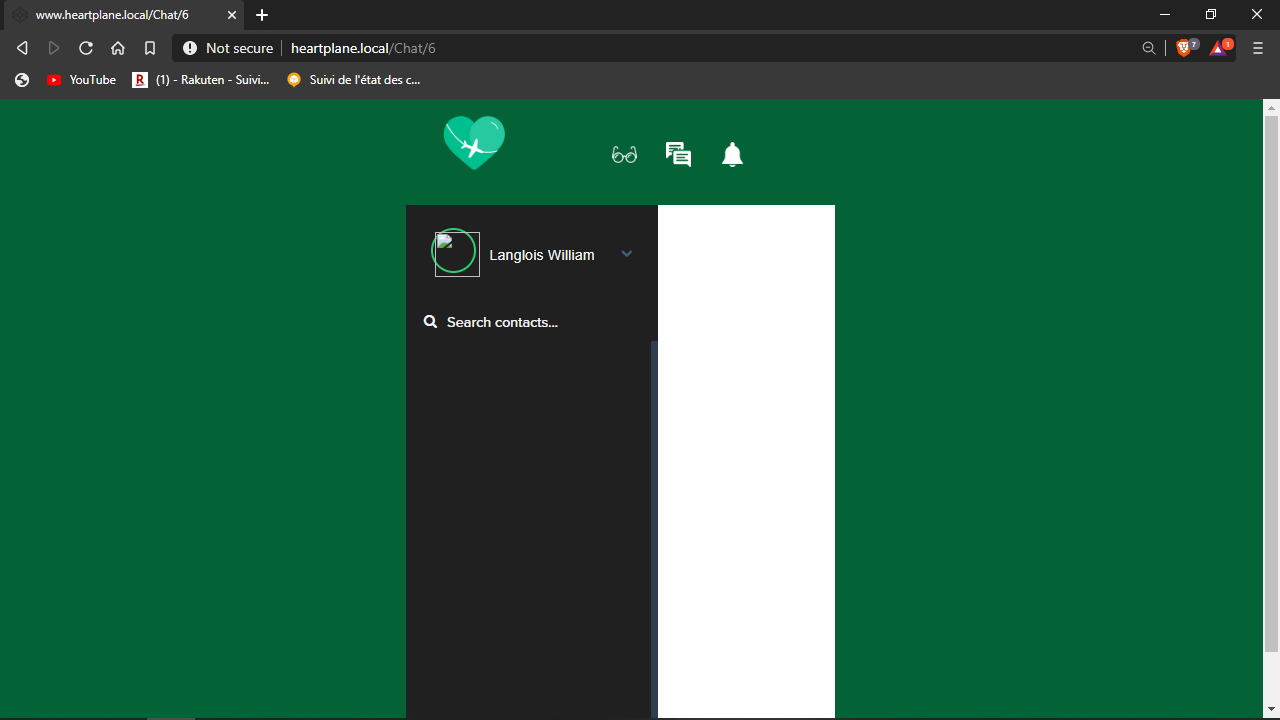 www.heartplane.local/Chat/6
Not secure heartplane.local/Chat/6 7 1
YouTube R (1) - Rakuten - Suivi... Suivi de l'état des c...
Langlois William
Search contacts...